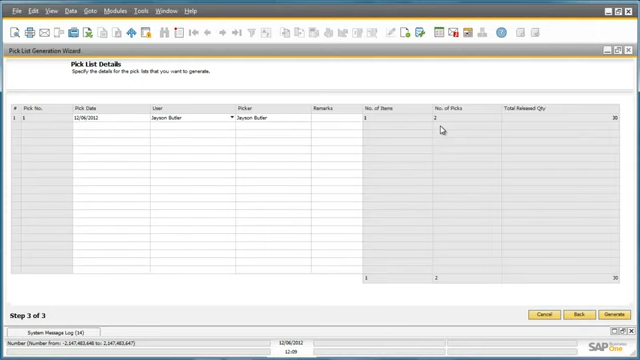 File Edit View Data Go To Modules Tools Window Help
Pick List Generation Wizard
Pick List Details
Specify the details for the pick lists that you want to generate.
# Pick No. Pick Date User Picker Remarks No. of Items No. of Picks Total Released Qty
1 1 12/06/2012 Jayson Butler Jayson Butler 1 2 30
1 2 30
Step 3 of 3
Cancel Back Generate
System Message Log (14)
Number (Number from: -2,147,483,648 to: 2,147,483,647) 12/06/2012
12:09
SAP Business One